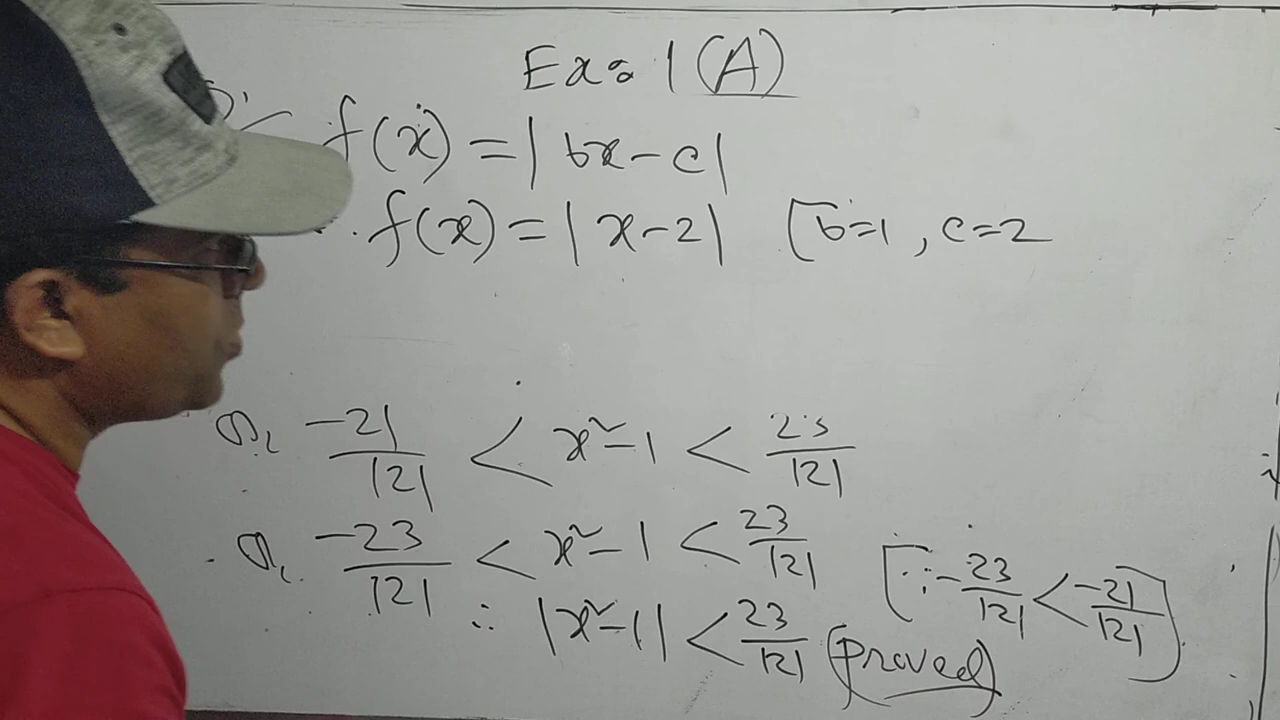 Ex: 1(A)
f(x) = | bx - c |
f(x) = | x - 2 | [b=1, c=2
-21/121 < x² - 1 < 23/121
-23/121 < x² - 1 < 23/121 [∵ -23/121 < -21/121]
∴ |x² - 1| < 23/121 (proved)